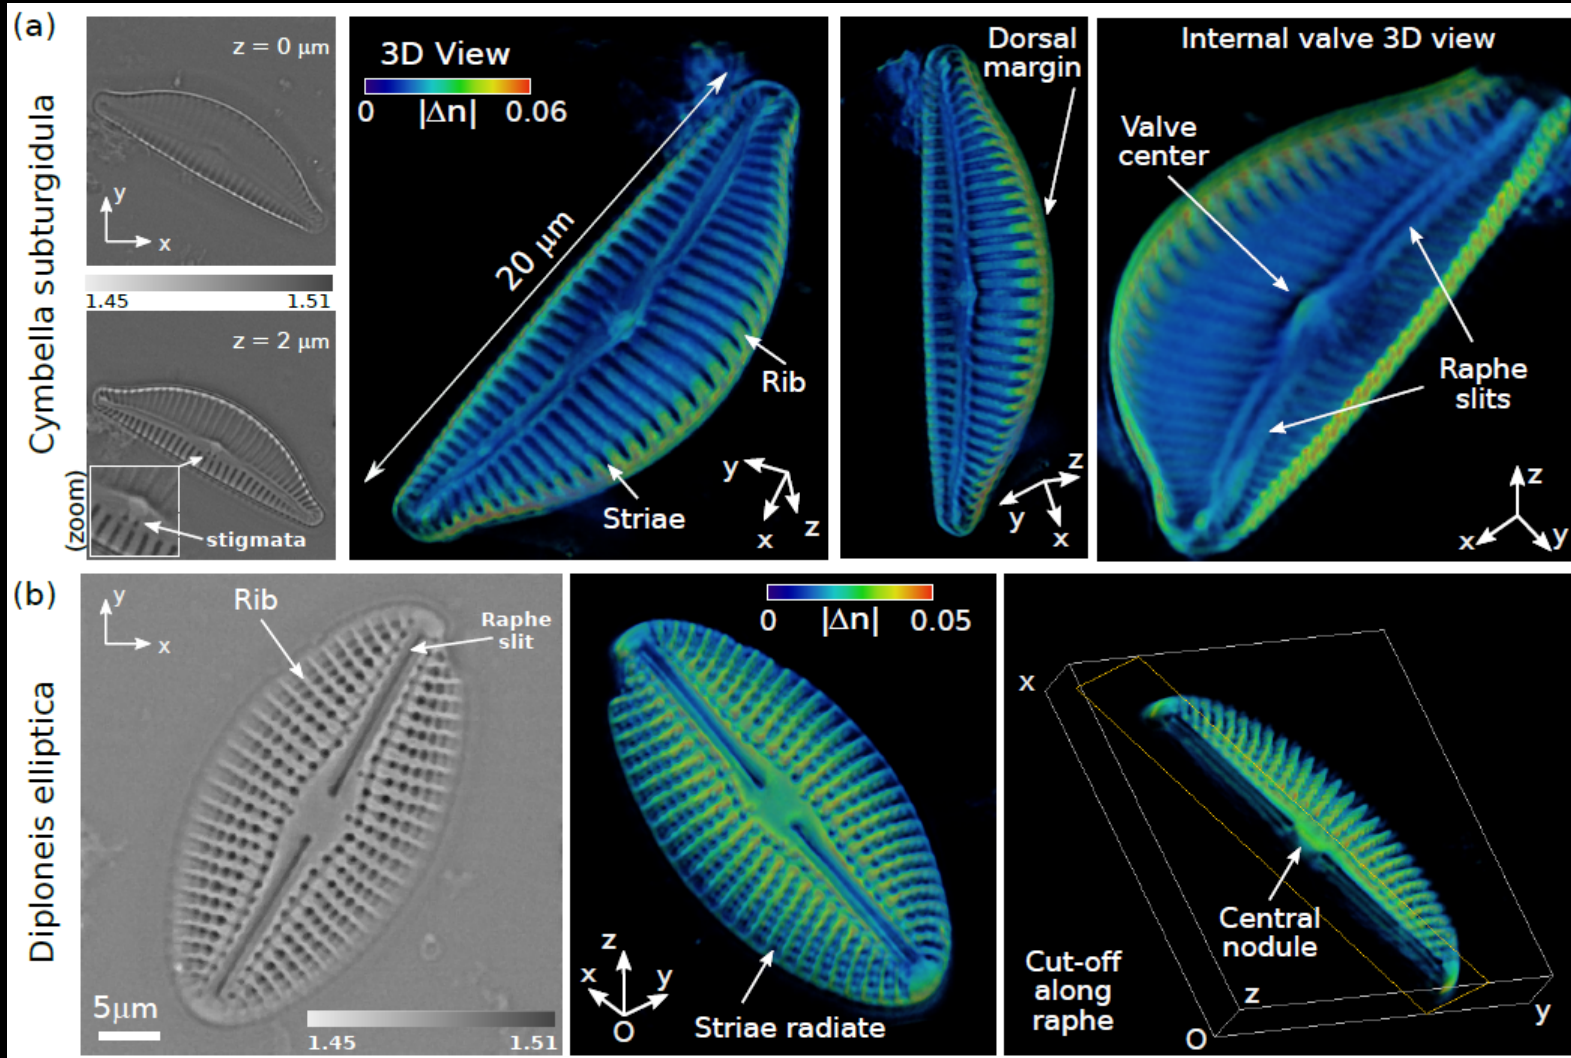 (a)
Cymbella subturgidula
z = 0 µm
y
x
1.45
1.51
z = 2 µm
(zoom)
stigmata
3D View
0
|Δn|
0.06
20 µm
Rib
Striae
y
x
z
Dorsal
margin
z
y
x
Internal valve 3D view
Valve
center
Raphe
slits
z
x
y
(b)
Diploneis elliptica
y
x
Rib
Raphe
slit
5µm
1.45
1.51
0
|Δn|
0.05
z
x
y
O
Striae radiate
x
Central
nodule
Cut-off
along
raphe
z
y
O